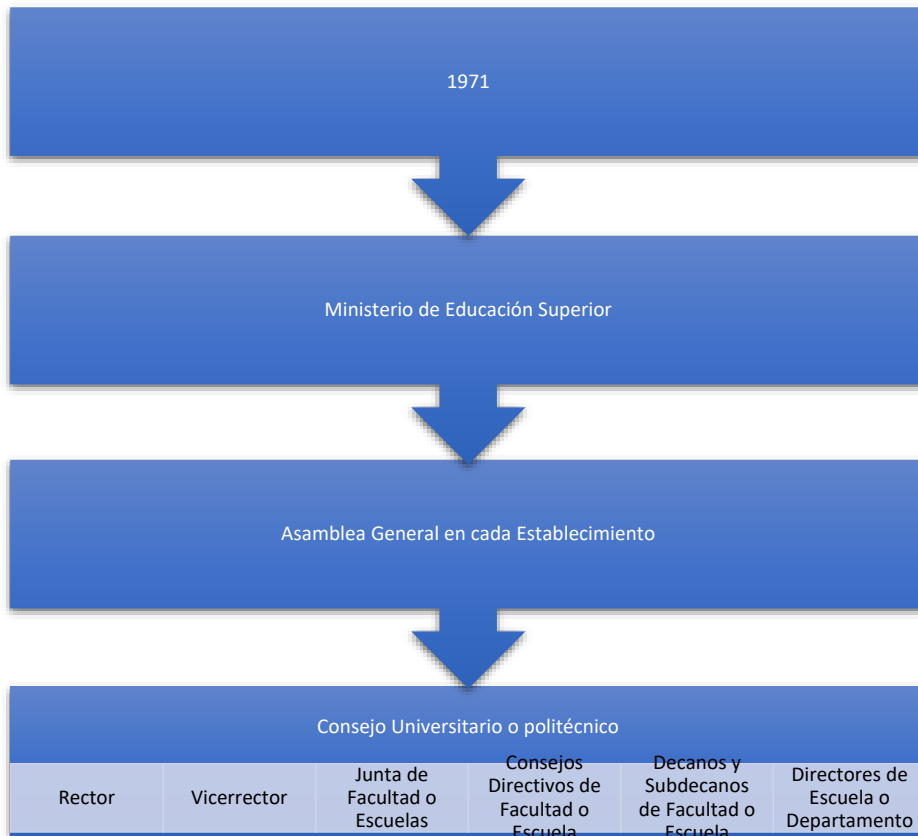 1971
Ministerio de Educación Superior
Asamblea General en cada Establecimiento
Consejo Universitario o politécnico
Rector
Vicerrector
Junta de
Facultad o
Escuelas
Consejos
Directivos de
Facultad o
Escuela
Decanos y
Subdecanos
de Facultad o
Escuela
Directores de
Escuela o
Departamento